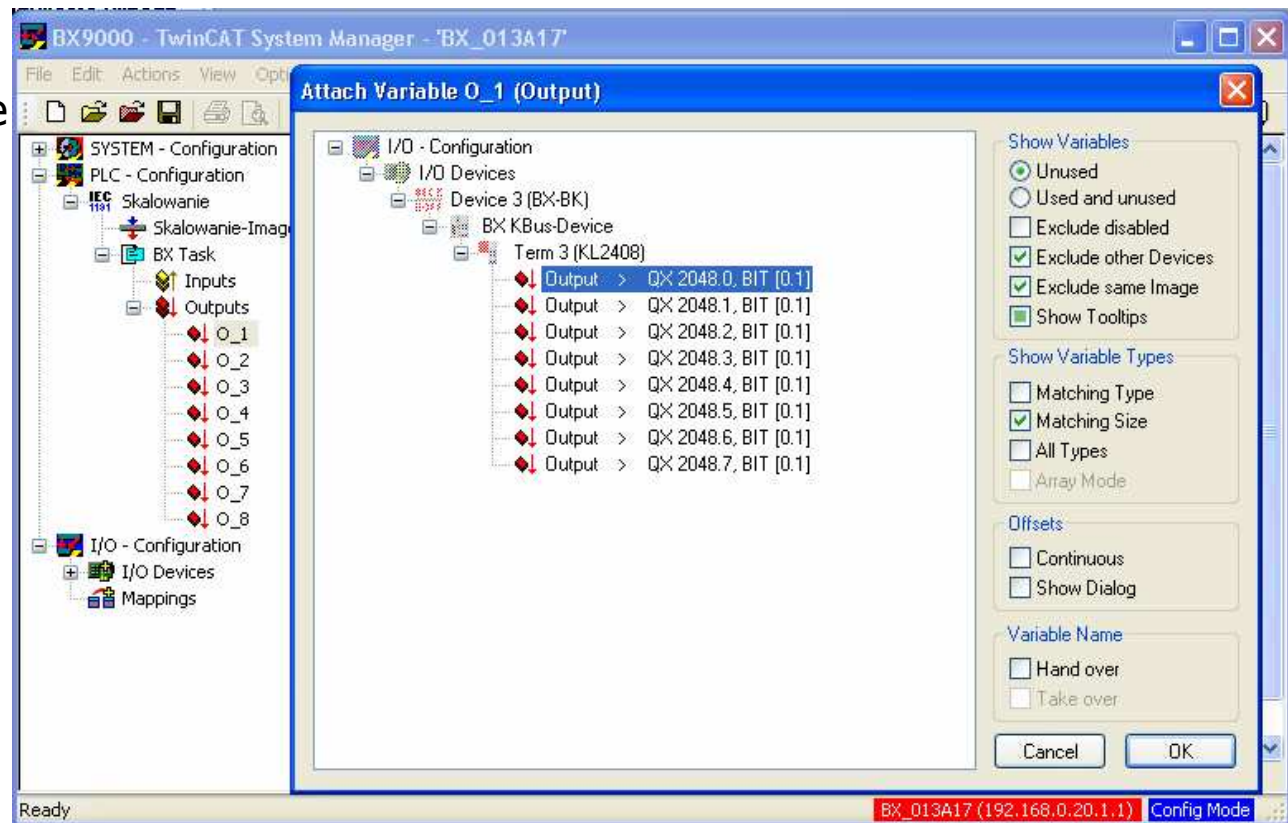 e
BX9000 - TwinCAT System Manager - 'BX_013A17'
File Edit Actions View Opti
SYSTEM - Configuration
PLC - Configuration
Skalowanie
Skalowanie-Imag
BX Task
Inputs
Outputs
O_1
O_2
O_3
O_4
O_5
O_6
O_7
O_8
I/O - Configuration
I/O Devices
Mappings
Attach Variable O_1 (Output)
I/O - Configuration
I/O Devices
Device 3 (BX-BK)
BX KBus-Device
Term 3 (KL2408)
Output > QX 2048.0, BIT [0.1]
Output > QX 2048.1, BIT [0.1]
Output > QX 2048.2, BIT [0.1]
Output > QX 2048.3, BIT [0.1]
Output > QX 2048.4, BIT [0.1]
Output > QX 2048.5, BIT [0.1]
Output > QX 2048.6, BIT [0.1]
Output > QX 2048.7, BIT [0.1]
Show Variables
Unused
Used and unused
Exclude disabled
Exclude other Devices
Exclude same Image
Show Tooltips
Show Variable Types
Matching Type
Matching Size
All Types
Array Mode
Offsets
Continuous
Show Dialog
Variable Name
Hand over
Take over
Cancel OK
Ready BX_013A17 (192.168.0.20.1.1) Config Mode